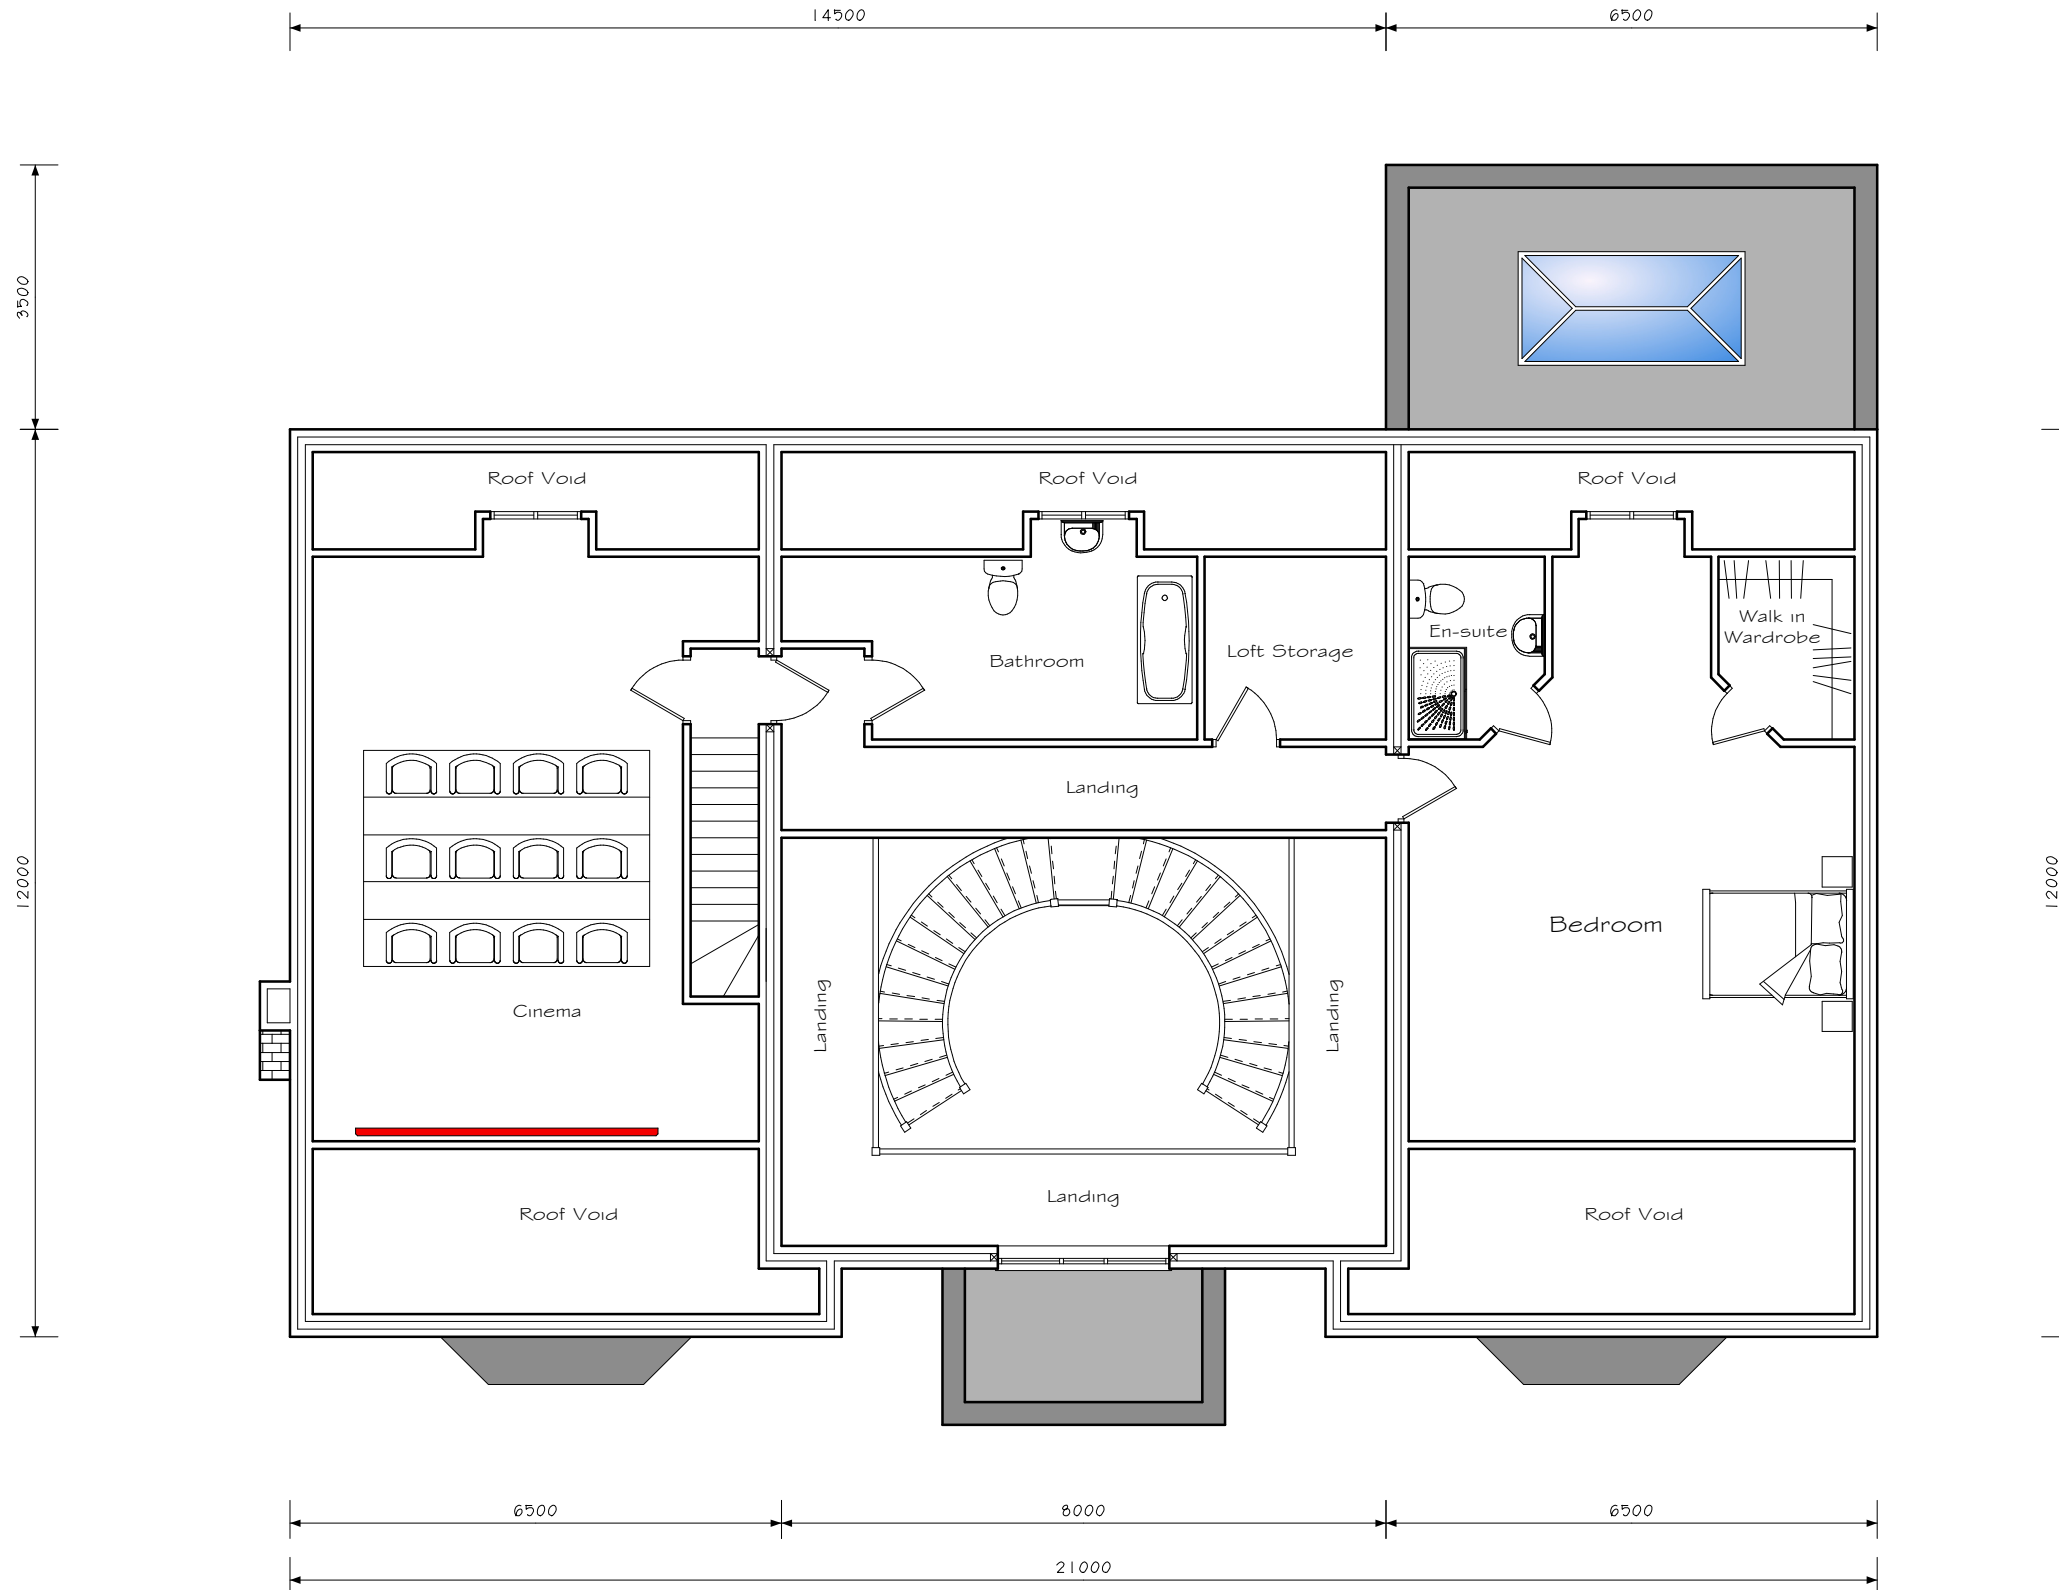 14500
6500
3500
Roof Void
Roof Void
Roof Void
Walk in
Wardrobe
En-suite
Bathroom
Loft Storage
Landing
12000
12000
Bedroom
Cinema
Landing
Landing
Landing
Roof Void
Roof Void
6500
8000
6500
21000